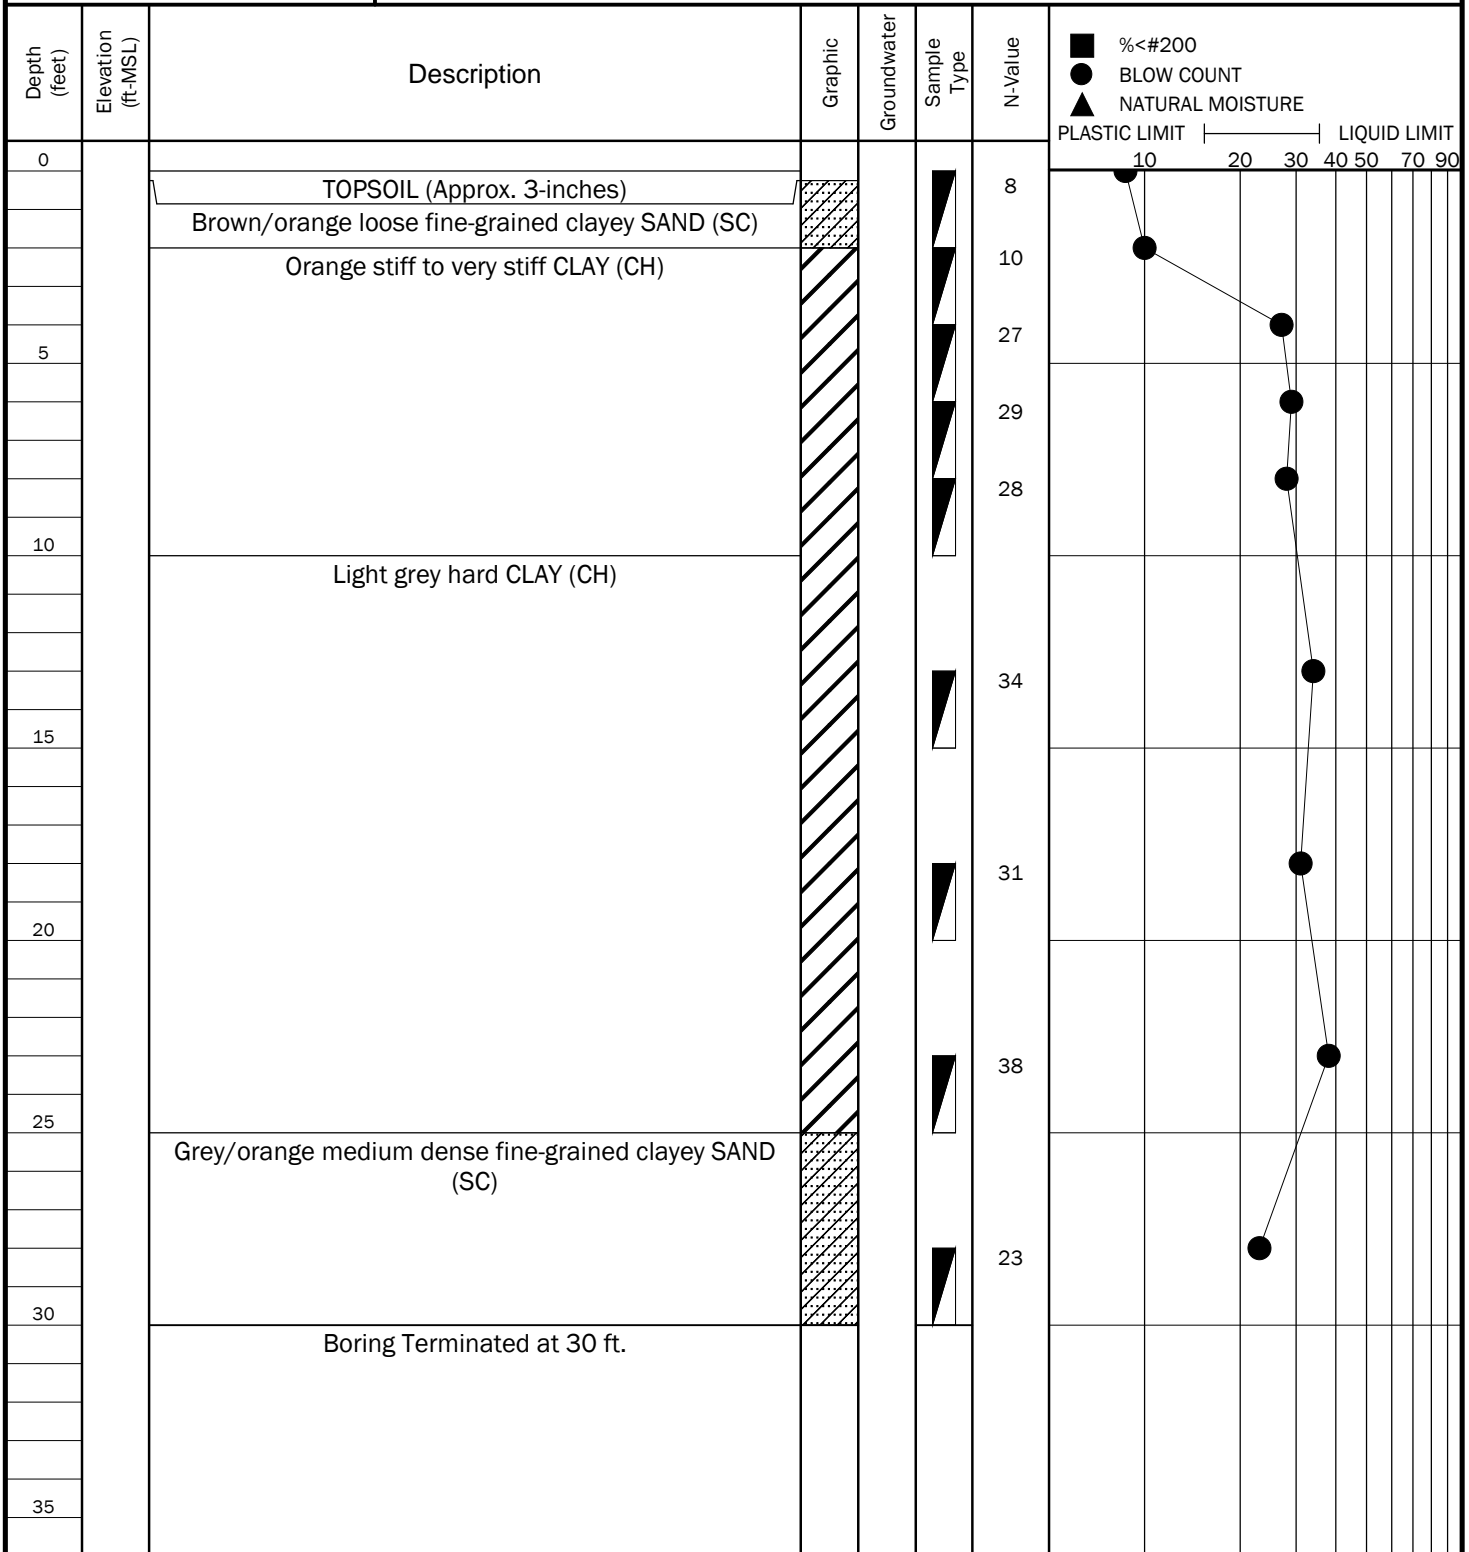 Depth
(feet)
Elevation
(ft-MSL)
Description
Graphic
Groundwater
Sample
Type
N-Value
%<#200
BLOW COUNT
NATURAL MOISTURE
PLASTIC LIMIT LIQUID LIMIT
10 20 30 40 50 70 90
0
TOPSOIL (Approx. 3-inches)
8
Brown/orange loose fine-grained clayey SAND (SC)
Orange stiff to very stiff CLAY (CH)
10
27
5
29
28
10
Light grey hard CLAY (CH)
34
15
31
20
38
25
Grey/orange medium dense fine-grained clayey SAND
(SC)
23
30
Boring Terminated at 30 ft.
35